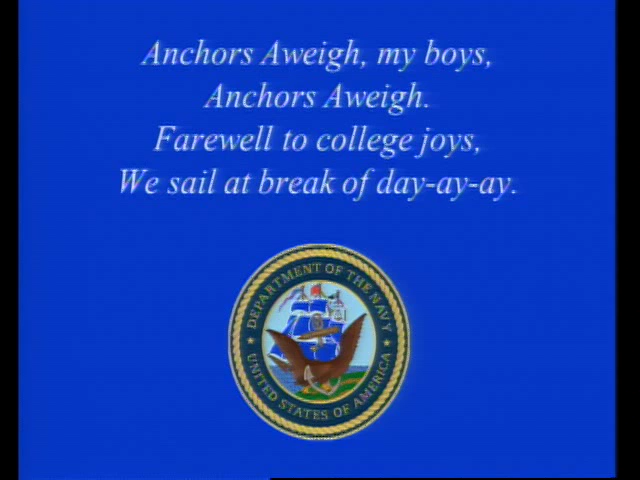 Anchors Aweigh, my boys,
Anchors Aweigh.
Farewell to college joys,
We sail at break of day-ay-ay.
DEPARTMENT OF THE NAVY
UNITED STATES OF AMERICA